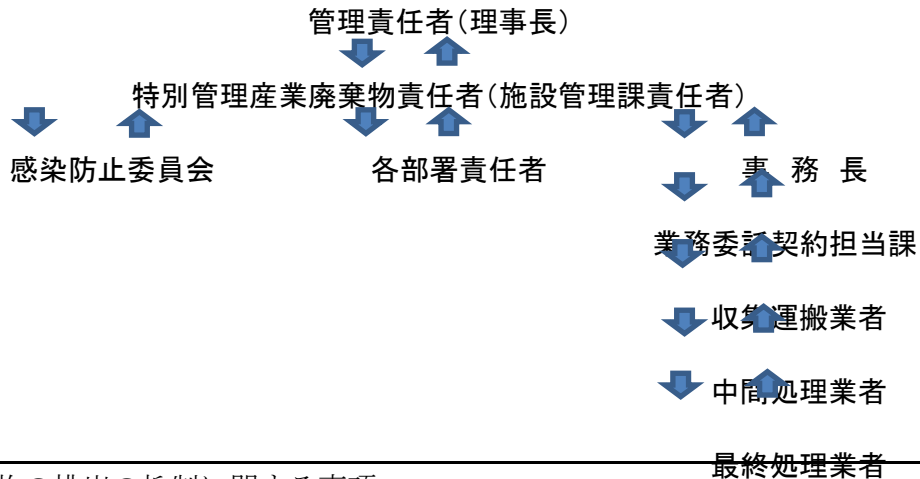 管理責任者（理事長）
特別管理産業廃棄物責任者（施設管理課責任者）
感染防止委員会 各部署責任者 事 務 長
業務委託契約担当課
収集運搬業者
中間処理業者
最終処理業者